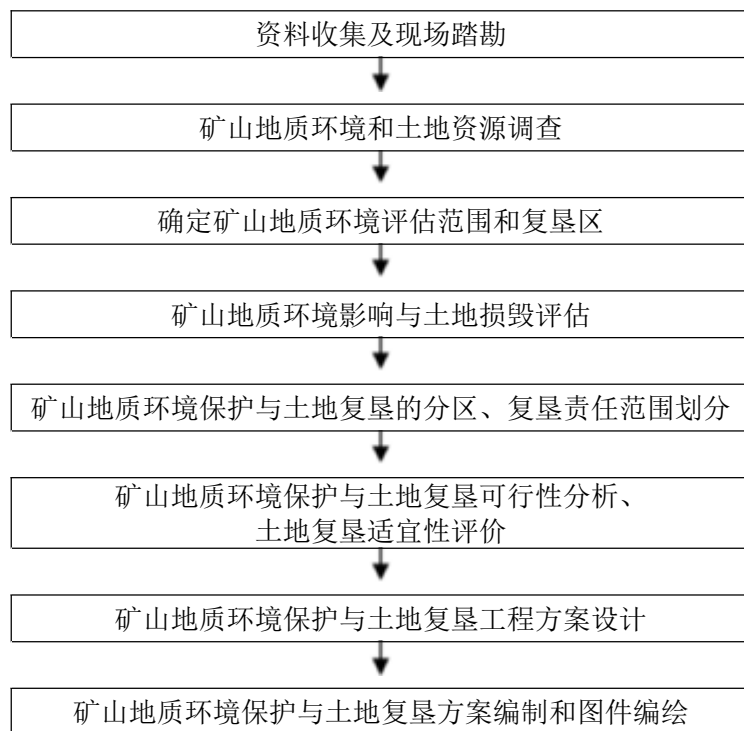 资料收集及现场踏勘
矿山地质环境和土地资源调查
确定矿山地质环境评估范围和复垦区
矿山地质环境影响与土地损毁评估
矿山地质环境保护与土地复垦的分区、复垦责任范围划分
矿山地质环境保护与土地复垦可行性分析、
土地复垦适宜性评价
矿山地质环境保护与土地复垦工程方案设计
矿山地质环境保护与土地复垦方案编制和图件编绘